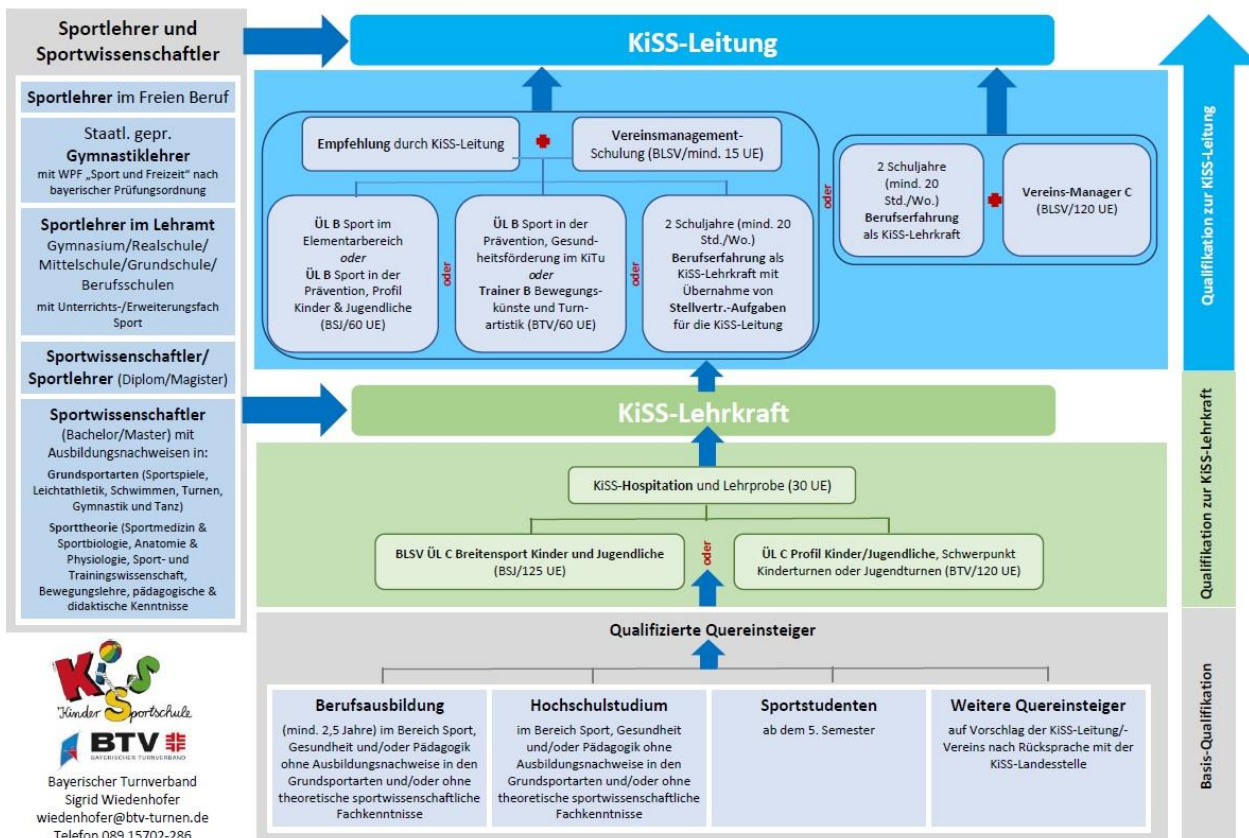 Sportlehrer und
Sportwissenschaftler
Sportlehrer im Freien Beruf
Staatl. gepr.
Gymnastiklehrer
mit WPF „Sport und Freizeit" nach
bayerischer Prüfungsordnung
Sportlehrer im Lehramt
Gymnasium/Realschule/
Mittelschule/Grundschule/
Berufsschulen
mit Unterrichts-/Erweiterungsfach
Sport
Sportwissenschaftler/
Sportlehrer (Diplom/Magister)
Sportwissenschaftler
(Bachelor/Master) mit
Ausbildungsnachweisen in:
Grundsportarten (Sportspiele,
Leichtathletik, Schwimmen, Turnen,
Gymnastik und Tanz)
Sporttheorie (Sportmedizin &
Sportbiologie, Anatomie &
Physiologie, Sport- und
Trainingswissenschaft,
Bewegungslehre, pädagogische &
didaktische Kenntnisse
KiSS
Kinder Sportschule
BTV
BAYERISCHER TURNVERBAND
Bayerischer Turnverband
Sigrid Wiedenhofer
wiedenhofer@btv-turnen.de
Telefon 089 15702-286
KiSS-Leitung
Empfehlung durch KiSS-Leitung
Vereinsmanagement-
Schulung (BLSV/mind. 15 UE)
ÜL B Sport im
Elementarbereich
oder
ÜL B Sport in der
Prävention, Profil
Kinder & Jugendliche
(BSJ/60 UE)
oder
ÜL B Sport in der
Prävention, Gesund-
heitsförderung im KiTu
oder
Trainer B Bewegungs-
künste und Turn-
artistik (BTV/60 UE)
oder
2 Schuljahre (mind. 20
Std./Wo.)
Berufserfahrung als
KiSS-Lehrkraft mit
Übernahme von
Stellvertr.-Aufgaben
für die KiSS-Leitung
oder
2 Schuljahre
(mind. 20
Std./Wo.)
Berufserfahrung
als KiSS-Lehrkraft
Vereins-Manager C
(BLSV/120 UE)
KiSS-Lehrkraft
KiSS-Hospitation und Lehrprobe (30 UE)
BLSV ÜL C Breitensport Kinder und Jugendliche
(BSJ/125 UE)
oder
ÜL C Profil Kinder/Jugendliche, Schwerpunkt
Kinderturnen oder Jugendturnen (BTV/120 UE)
Qualifizierte Quereinsteiger
Berufsausbildung
(mind. 2,5 Jahre) im Bereich Sport,
Gesundheit und/oder Pädagogik
ohne Ausbildungsnachweise in den
Grundsportarten und/oder ohne
theoretische sportwissenschaftliche
Fachkenntnisse
Hochschulstudium
im Bereich Sport, Gesundheit
und/oder Pädagogik ohne
Ausbildungsnachweise in den
Grundsportarten und/oder ohne
theoretische sportwissenschaftliche
Fachkenntnisse
Sportstudenten
ab dem 5. Semester
Weitere Quereinsteiger
auf Vorschlag der KiSS-Leitung/-
Vereins nach Rücksprache mit der
KiSS-Landesstelle
Qualifikation zur KiSS-Leitung
Qualifikation zur KiSS-Lehrkraft
Basis-Qualifikation